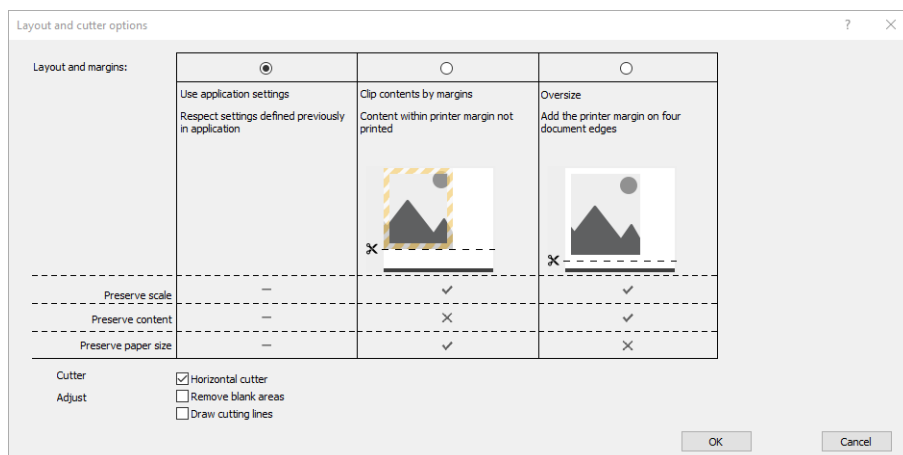 Layout and cutter options
Layout and margins:
Use application settings
Respect settings defined previously
in application
Clip contents by margins
Content within printer margin not
printed
Oversize
Add the printer margin on four
document edges
Preserve scale
Preserve content
Preserve paper size
Cutter
Horizontal cutter
Adjust
Remove blank areas
Draw cutting lines
OK
Cancel